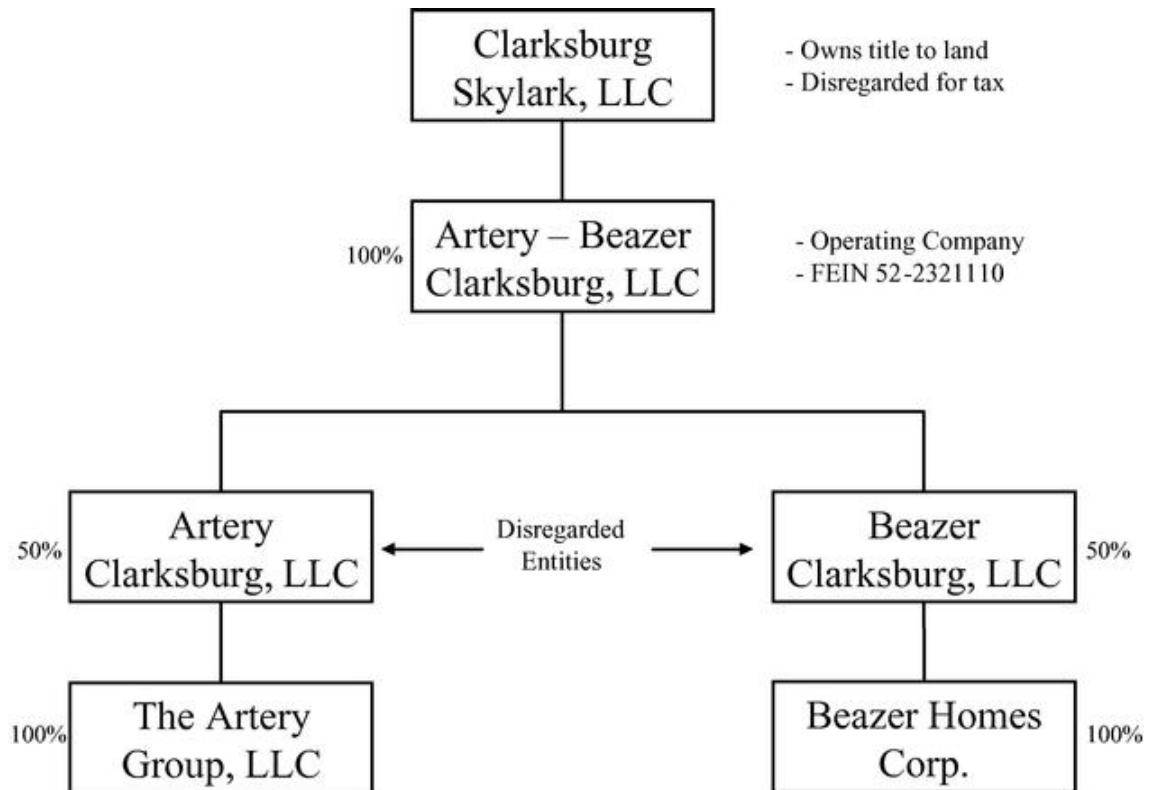 Clarksburg
Skylark, LLC
- Owns title to land
- Disregarded for tax
100%
Artery – Beazer
Clarksburg, LLC
- Operating Company
- FEIN 52-2321110
50%
Artery
Clarksburg, LLC
Disregarded
Entities
Beazer
Clarksburg, LLC
50%
100%
The Artery
Group, LLC
Beazer Homes
Corp.
100%